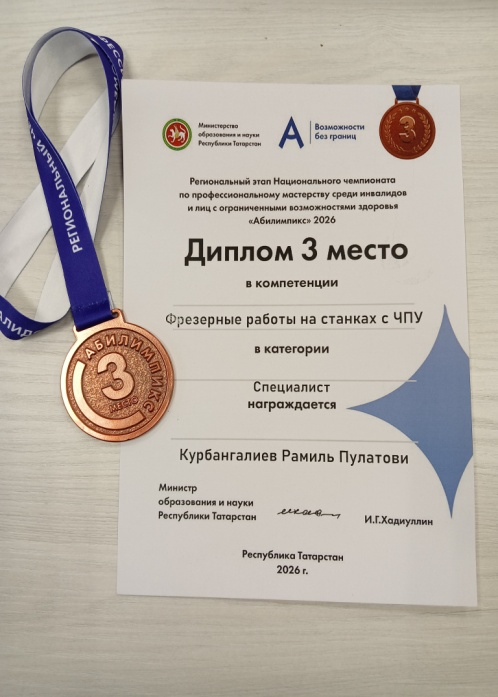 Министерство
образования и науки
Республики Татарстан
Возможности
без границ
3
Региональный этап Национального чемпионата
по профессиональному мастерству среди инвалидов
и лиц с ограниченными возможностями здоровья
«Абилимпикс» 2026
Диплом 3 место
в компетенции
Фрезерные работы на станках с ЧПУ
в категории
Специалист
награждается
Курбангалиев Рамиль Пулатови
Министр
образования и науки
Республики Татарстан
И.Г.Хадиуллин
Республика Татарстан
2026 г.
РЕГИОНАЛЬНЫЙ
АБИЛИМПИКС
3
МЕСТО